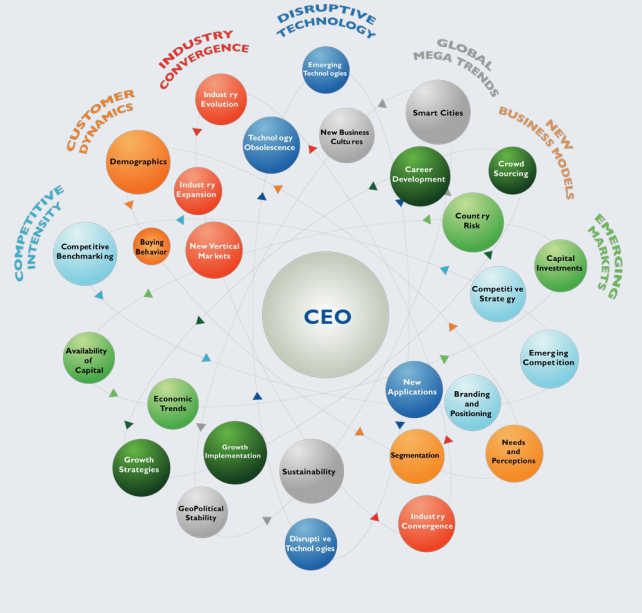 DISRUPTIVE
TECHNOLOGY
INDUSTRY
CONVERGENCE
GLOBAL
MEGA TRENDS
CUSTOMER
DYNAMICS
NEW
BUSINESS MODELS
COMPETITIVE
INTENSITY
EMERGING
MARKETS
Emerging
Technologies
Industry
Evolution
Smart Cities
Technology
Obsolescence
New Business
Cultures
Demographics
Career
Development
Crowd
Sourcing
Industry
Expansion
Country
Risk
Competitive
Benchmarking
Buying
Behavior
New Vertical
Markets
Capital
Investments
Competitive
Strategy
CEO
Availability
of
Capital
Emerging
Competition
New
Applications
Economic
Trends
Branding
and
Positioning
Growth
Strategies
Growth
Implementation
Sustainability
Segmentation
Needs
and
Perceptions
GeoPolitical
Stability
Industry
Convergence
Disruptive
Technologies